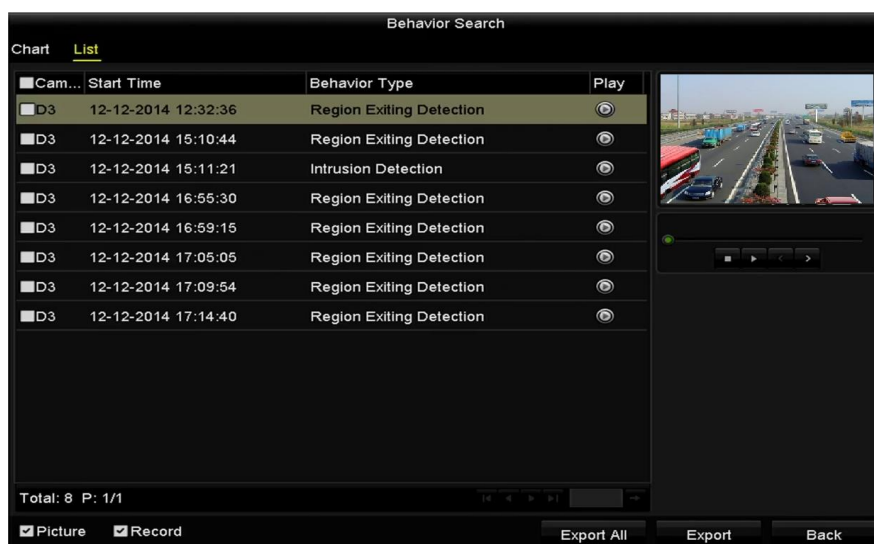 Behavior Search
Chart List
Cam... Start Time Behavior Type Play
D3 12-12-2014 12:32:36 Region Exiting Detection
D3 12-12-2014 15:10:44 Region Exiting Detection
D3 12-12-2014 15:11:21 Intrusion Detection
D3 12-12-2014 16:55:30 Region Exiting Detection
D3 12-12-2014 16:59:15 Region Exiting Detection
D3 12-12-2014 17:05:05 Region Exiting Detection
D3 12-12-2014 17:09:54 Region Exiting Detection
D3 12-12-2014 17:14:40 Region Exiting Detection
Total: 8 P: 1/1
Picture Record Export All Export Back